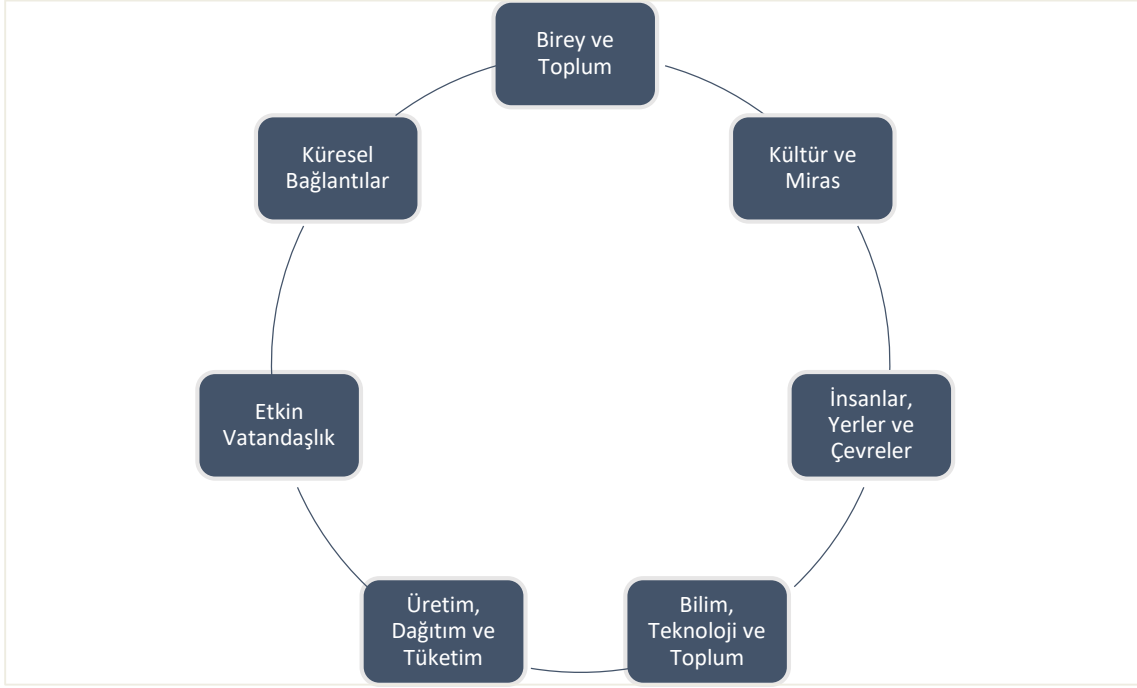 Birey ve
Toplum
Kültür ve
Miras
İnsanlar,
Yerler ve
Çevreler
Bilim,
Teknoloji ve
Toplum
Üretim,
Dağıtım ve
Tüketim
Etkin
Vatandaşlık
Küresel
Bağlantılar